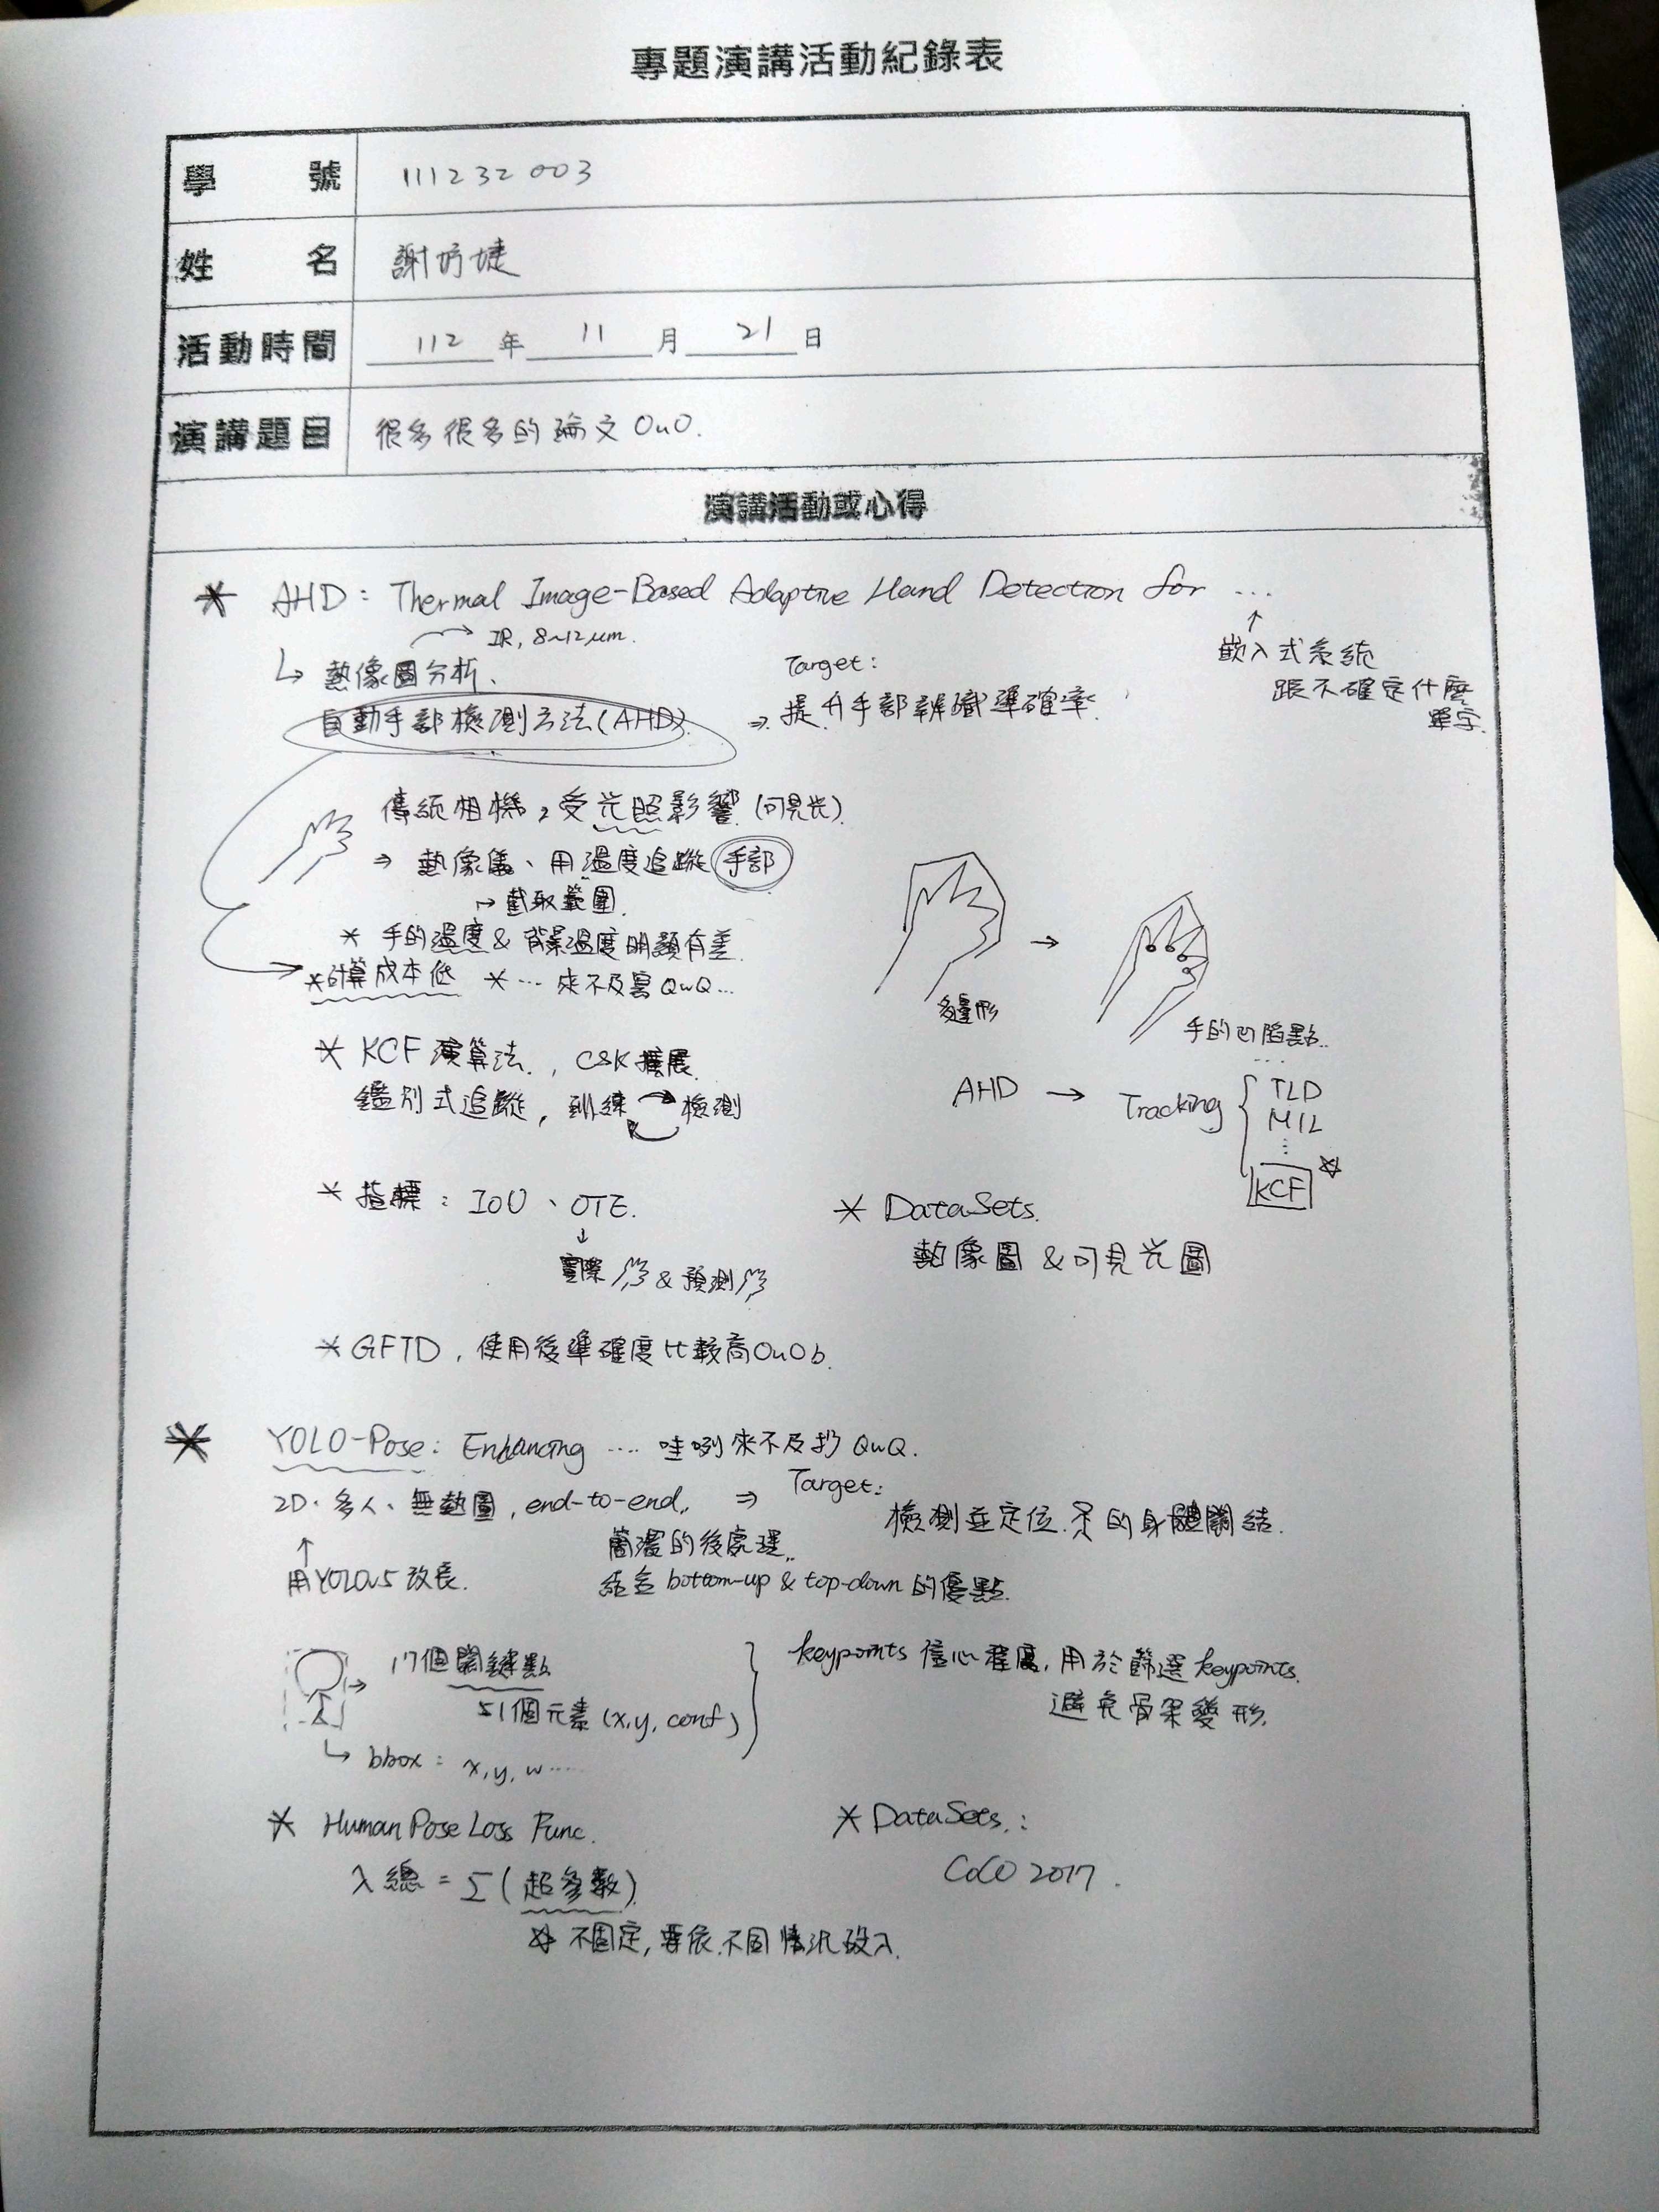 專題演講活動紀錄表
學號 111232003
姓名 謝妤婕
活動時間 112 年 11 月 21 日
演講題目 很多很多的論文 OuO.
演講活動或心得
* AHD: Thermal Image-Based Adaptive Hand Detection for ...
↑
嵌入式系統
跟不確定什麼
單字.
→ IR, 8~12μm.
↳ 熱像圖分析、
自動手部檢測方法(AHD).
Target:
⇒ 提升手部辨識準確率.
傳統相機, 受光照影響 (可見光)
⇒ 熱像儀、用溫度追蹤手部
→ 截取範圍.
* 手的溫度 & 背景溫度明顯有差.
*計算成本低 * ... 來不及寫 QwQ...
→
多邊形
手的凹陷點..
* KCF 演算法., CSK 擴展.
鑑別式追蹤, 訓練 檢測
AHD → Tracking { TLD
MIL
⋮
KCF ☆
* 指標: IOU、OTE.
↓
實際 & 預測
* DataSets.
熱像圖 & 可見光圖
* GFTD, 使用後準確度比較高OuOb.
* YOLO-Pose: Enhancing .... 哇咧來不及抄 QwQ.
2D、多人、無熱圖, end-to-end, ⇒ Target:
檢測並定位 的身體關結.
簡潔的後處理..
↑
用YOLOv5 改良.
結合 bottom-up & top-down 的優點.
→ 17個關鍵點
51個元素 (x,y, conf) }
keypoints 信心程度, 用於篩選 keypoints.
避免骨架變形.
↳ bbox: x,y,w....
* Human Pose Loss Func.
λ 總 = Σ (超多數)
☆ 不固定, 要依不同情況改入.
* DataSets.:
COCO 2017.